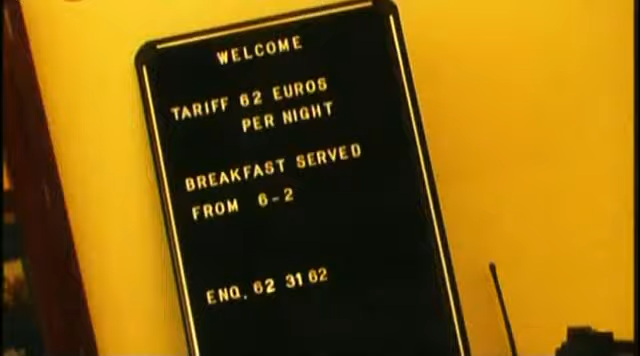 WELCOME
TARIFF 62 EUROS
PER NIGHT
BREAKFAST SERVED
FROM 6-2
ENQ. 62 31 62